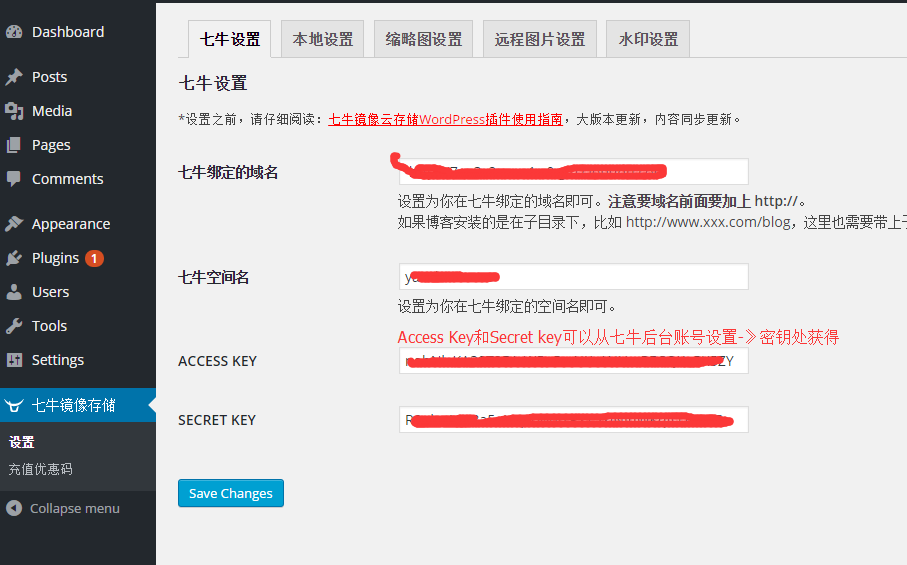 Dashboard
Posts
Media
Pages
Comments
Appearance
Plugins 1
Users
Tools
Settings
七牛镜像存储
设置
充值优惠码
Collapse menu
七牛设置 本地设置 缩略图设置 远程图片设置 水印设置
七牛设置
*设置之前，请仔细阅读：七牛镜像云存储WordPress插件使用指南，大版本更新，内容同步更新。
七牛绑定的域名
设置为你在七牛绑定的域名即可。注意要域名前面要加上 http://。
如果博客安装的是在子目录下，比如 http://www.xxx.com/blog，这里也需要带上
七牛空间名
设置为你在七牛绑定的空间名即可。
Access Key和Secret key可以从七牛后台账号设置-》密钥处获得
ACCESS KEY
SECRET KEY
Save Changes